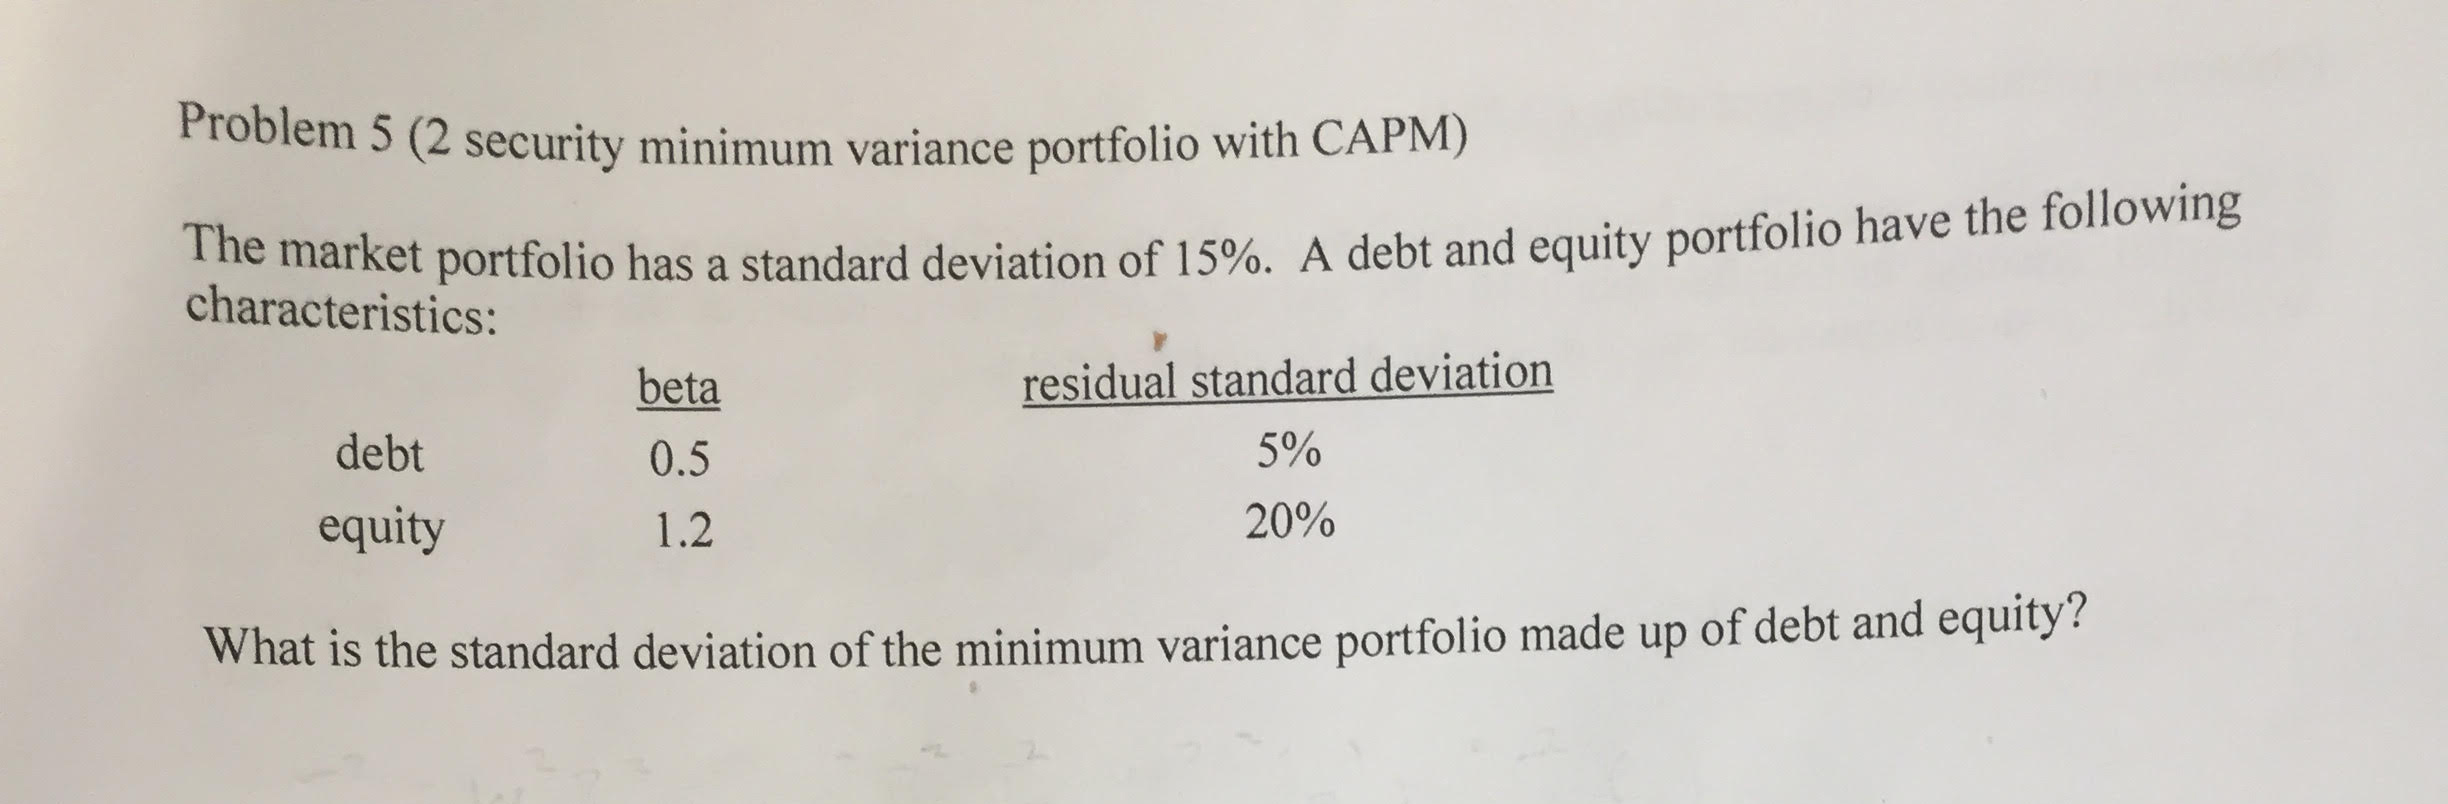 Problem 5 (2 security minimum variance portfolio with CAPM)
The market portfolio has a standard deviation of 15%. A debt and equity portfolio have the following
characteristics:
beta residual standard deviation
debt 0.5 5%
equity 1.2 20%
What is the standard deviation of the minimum variance portfolio made up of debt and equity?